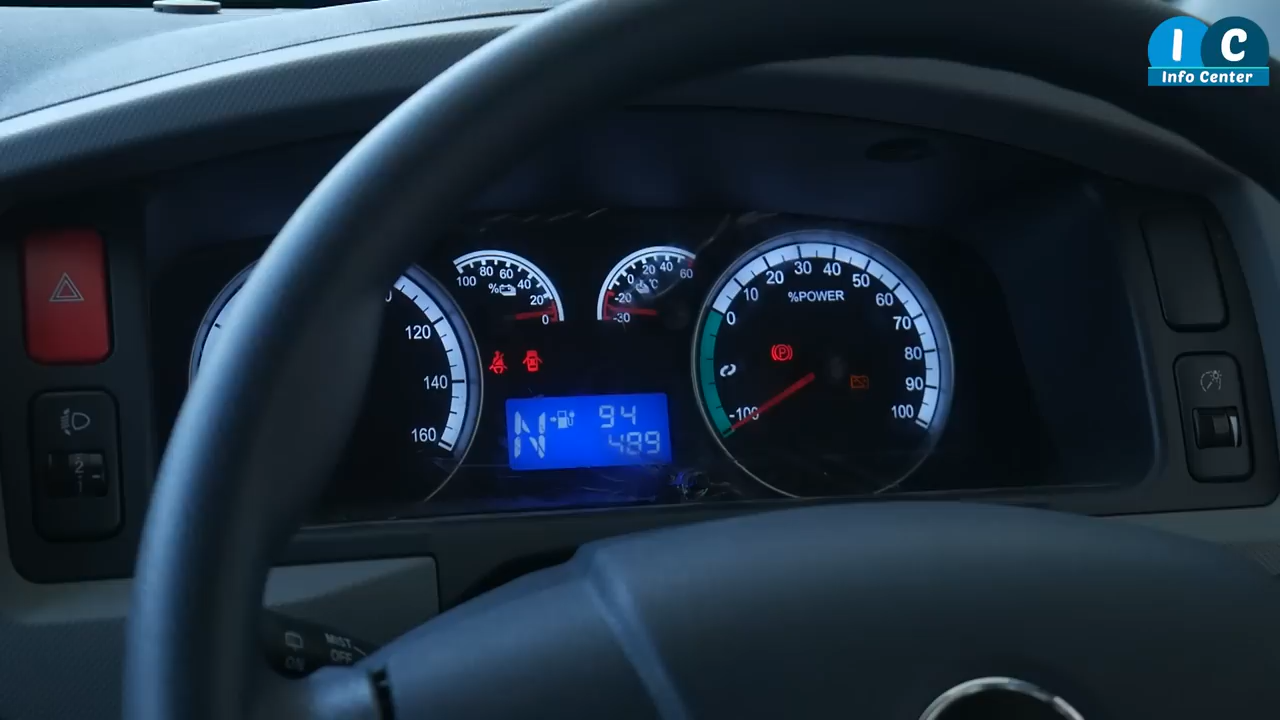 I C
Info Center
100 80 60 40 20 0
%
-30 -20 0 20 40 60
°C
120
140
160
-100 0 10 20 30 40 50 60 70 80 90 100
%POWER
P
N 94
489
2
1
MIST
OFF
ON